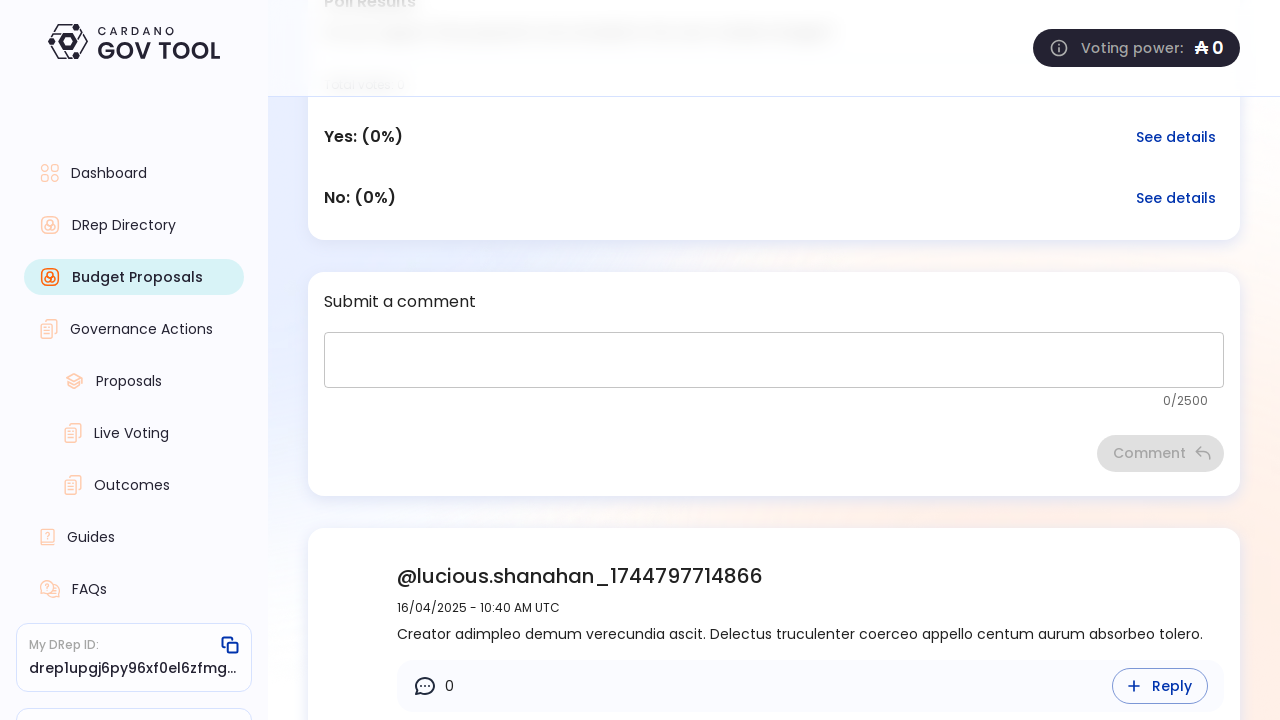 CARDANO
GOV TOOL
Voting power: ₳ 0
Dashboard
DRep Directory
Budget Proposals
Governance Actions
Proposals
Live Voting
Outcomes
Guides
FAQs
My DRep ID:
drep1upgj6py96xf0el6zfmg...
Poll Results
Total votes: 0
Yes: (0%)
See details
No: (0%)
See details
Submit a comment
0/2500
Comment
@lucious.shanahan_1744797714866
16/04/2025 - 10:40 AM UTC
Creator adimpleo demum verecundia ascit. Delectus truculenter coerceo appello centum aurum absorbeo tolero.
0
Reply